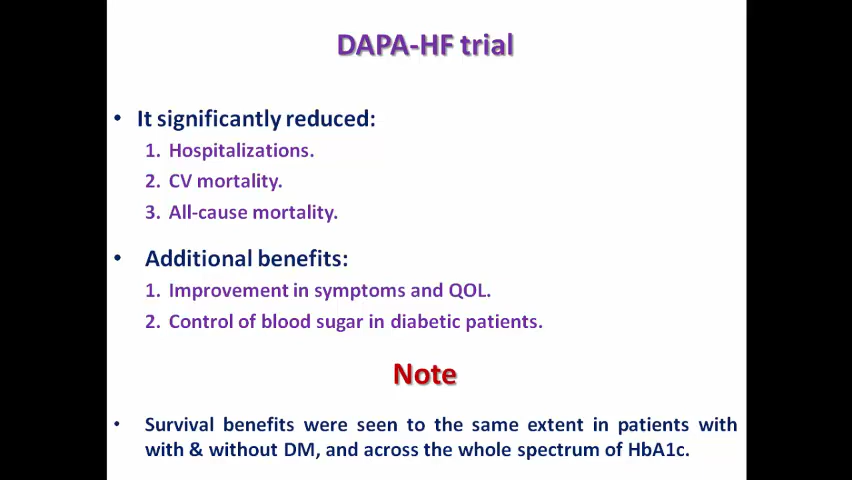 DAPA-HF trial
• It significantly reduced:
1. Hospitalizations.
2. CV mortality.
3. All-cause mortality.
• Additional benefits:
1. Improvement in symptoms and QOL.
2. Control of blood sugar in diabetic patients.
Note
• Survival benefits were seen to the same extent in patients with
with & without DM, and across the whole spectrum of HbA1c.